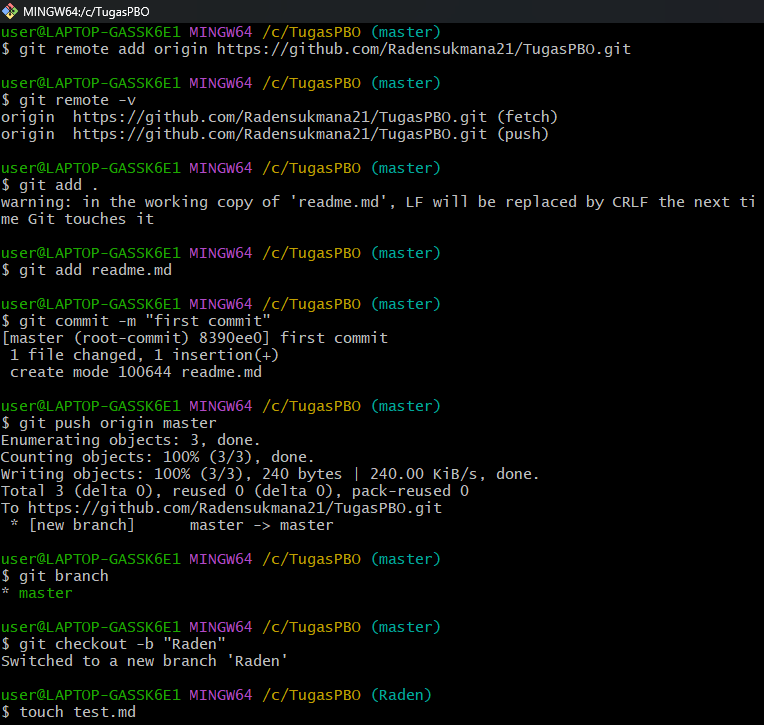 MINGW64:/c/TugasPBO
user@LAPTOP-GASSK6E1 MINGW64 /c/TugasPBO (master)
$ git remote add origin https://github.com/Radensukmana21/TugasPBO.git
user@LAPTOP-GASSK6E1 MINGW64 /c/TugasPBO (master)
$ git remote -v
origin  https://github.com/Radensukmana21/TugasPBO.git (fetch)
origin  https://github.com/Radensukmana21/TugasPBO.git (push)
user@LAPTOP-GASSK6E1 MINGW64 /c/TugasPBO (master)
$ git add .
warning: in the working copy of 'readme.md', LF will be replaced by CRLF the next ti
me Git touches it
user@LAPTOP-GASSK6E1 MINGW64 /c/TugasPBO (master)
$ git add readme.md
user@LAPTOP-GASSK6E1 MINGW64 /c/TugasPBO (master)
$ git commit -m "first commit"
[master (root-commit) 8390ee0] first commit
 1 file changed, 1 insertion(+)
 create mode 100644 readme.md
user@LAPTOP-GASSK6E1 MINGW64 /c/TugasPBO (master)
$ git push origin master
Enumerating objects: 3, done.
Counting objects: 100% (3/3), done.
Writing objects: 100% (3/3), 240 bytes | 240.00 KiB/s, done.
Total 3 (delta 0), reused 0 (delta 0), pack-reused 0
To https://github.com/Radensukmana21/TugasPBO.git
 * [new branch]      master -> master
user@LAPTOP-GASSK6E1 MINGW64 /c/TugasPBO (master)
$ git branch
* master
user@LAPTOP-GASSK6E1 MINGW64 /c/TugasPBO (master)
$ git checkout -b "Raden"
Switched to a new branch 'Raden'
user@LAPTOP-GASSK6E1 MINGW64 /c/TugasPBO (Raden)
$ touch test.md